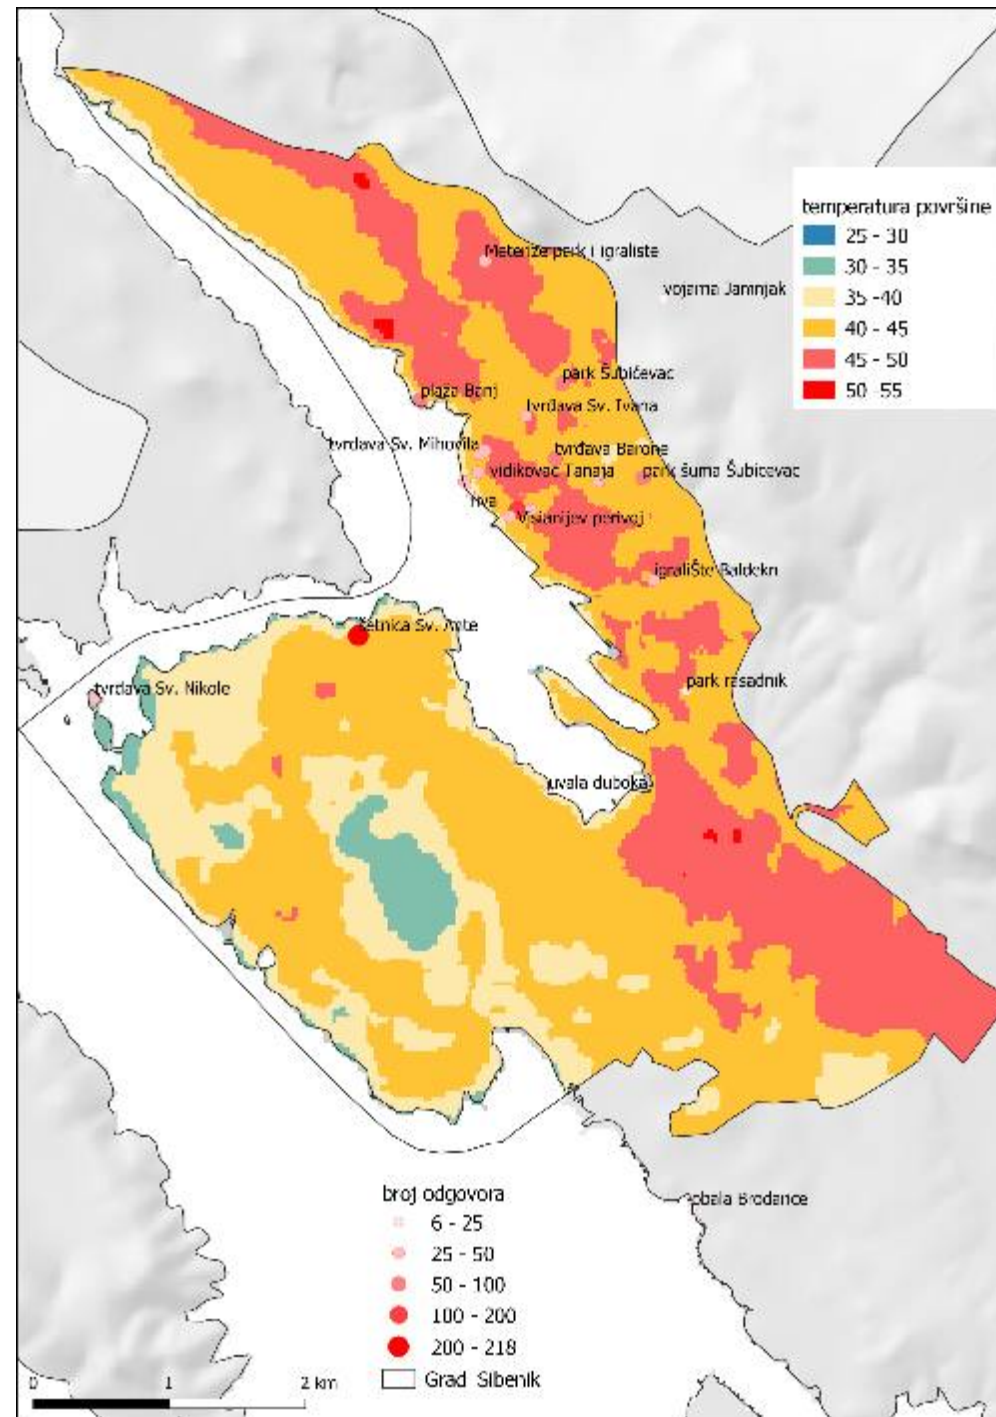 temperatura površine
25 - 30
30 - 35
35 -40
40 - 45
45 - 50
50 55
Meterize park i igralište
vojarna Jamnjak
park Šubićevac
plaža Banj
tvrđava Sv. Ivana
tvrđava Sv. Mihovila
tvrđava Barone
vidikovac Tanaja
park šuma Šubićevac
riva
Visianijev perivoj
igralište Baldekin
šetnica Sv. Ante
tvrđava Sv. Nikole
park rasadnik
uvala duboka
obala Brodarice
broj odgovora
6 - 25
25 - 50
50 - 100
100 - 200
200 - 218
Grad Šibenik
0 1 2 km